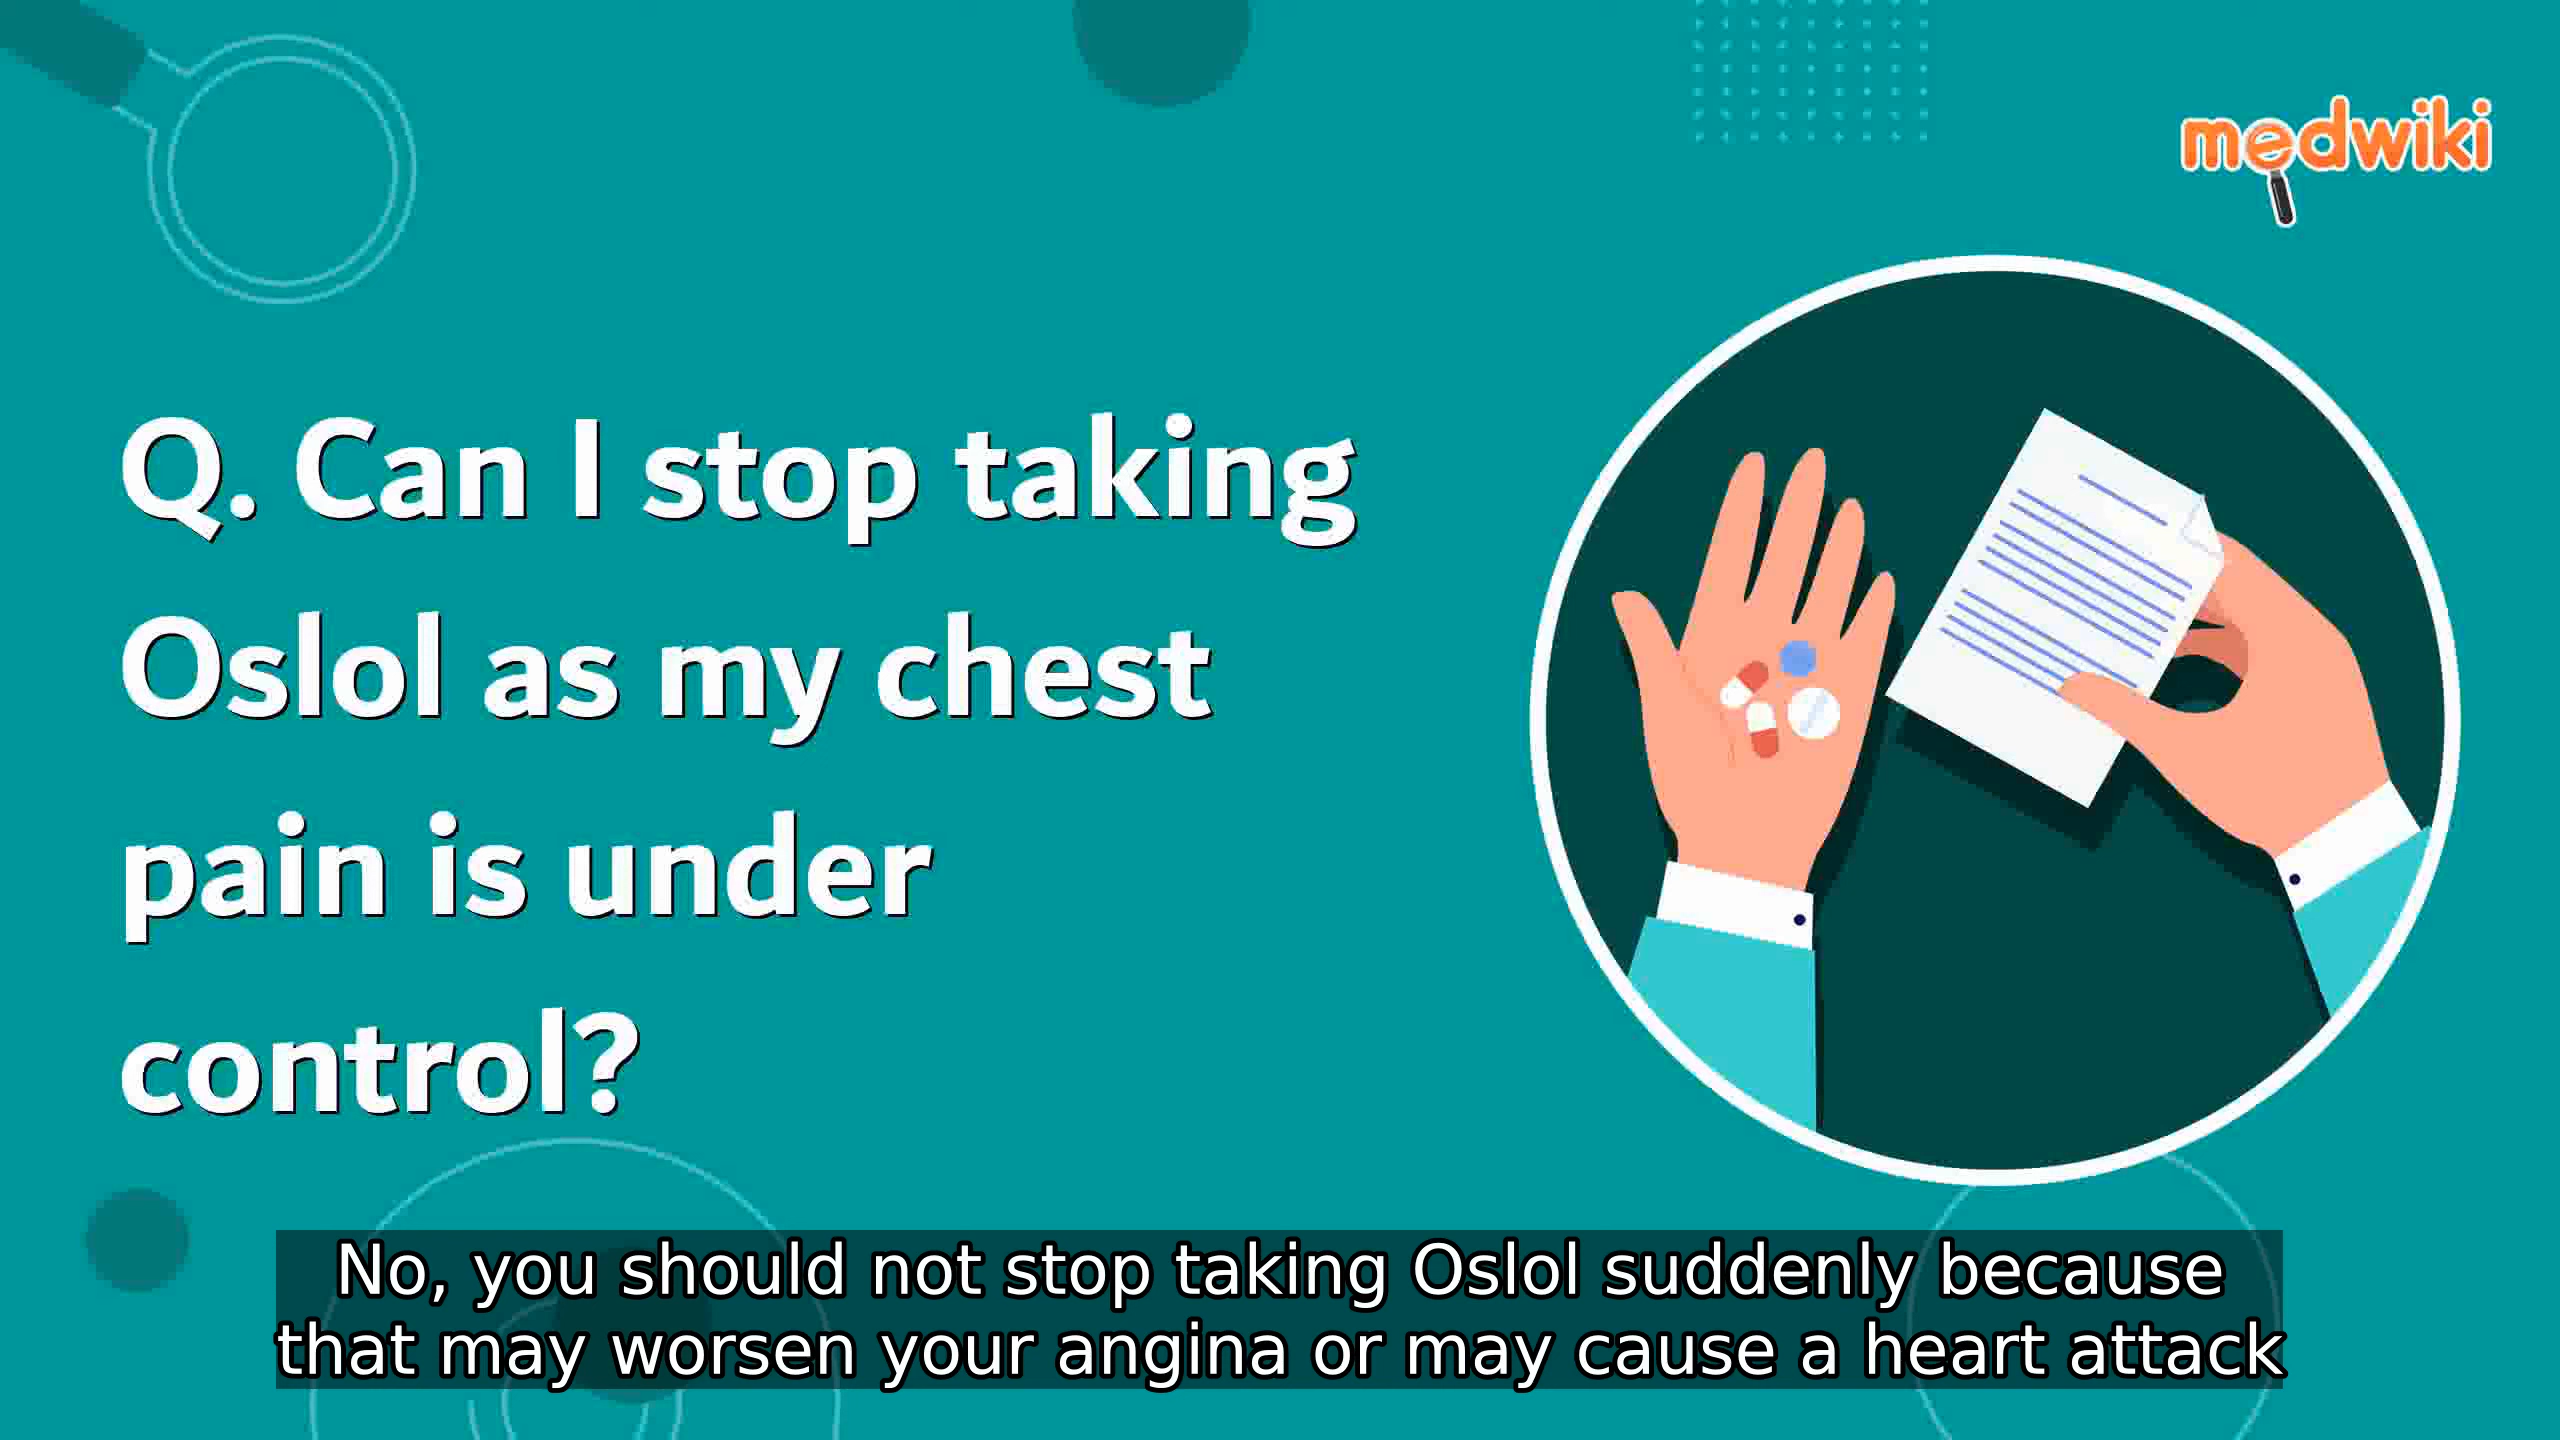 medwiki
Q. Can I stop taking
Oslol as my chest
pain is under
control?
No, you should not stop taking Oslol suddenly because
that may worsen your angina or may cause a heart attack